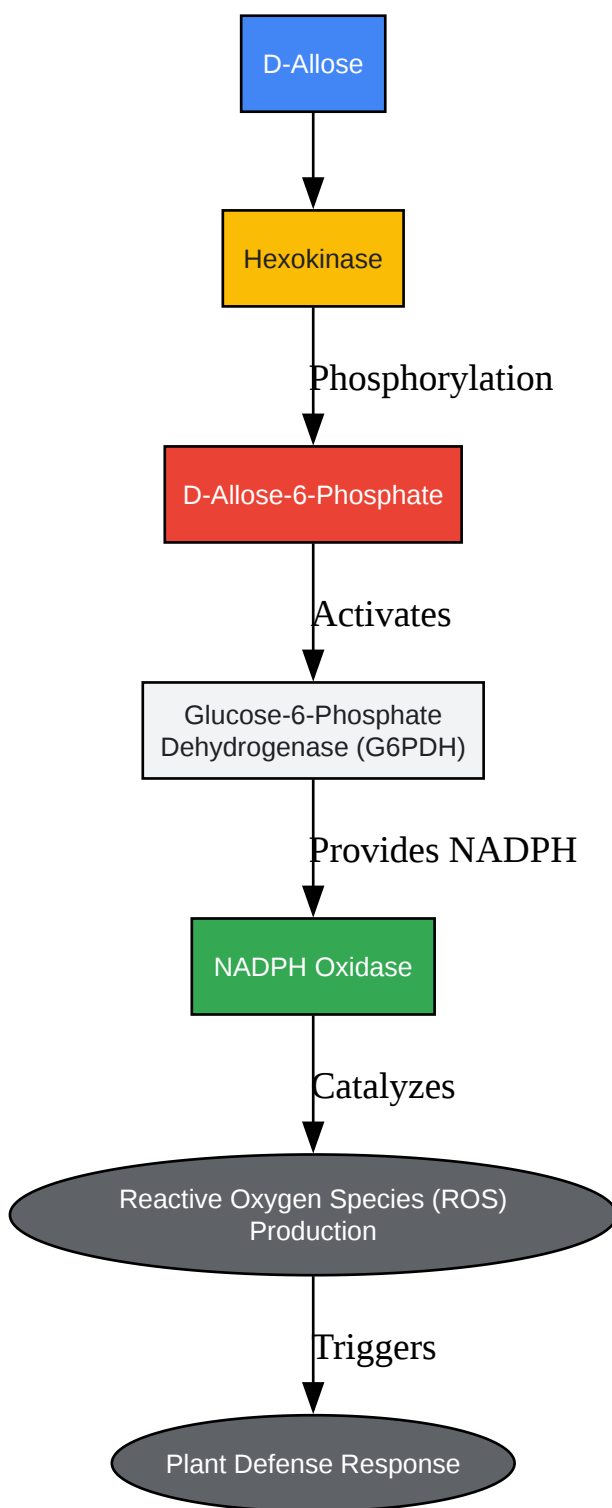 D-Allose
Hexokinase
Phosphorylation
D-Allose-6-Phosphate
Activates
Glucose-6-Phosphate
Dehydrogenase (G6PDH)
Provides NADPH
NADPH Oxidase
Catalyzes
Reactive Oxygen Species (ROS)
Production
Triggers
Plant Defense Response